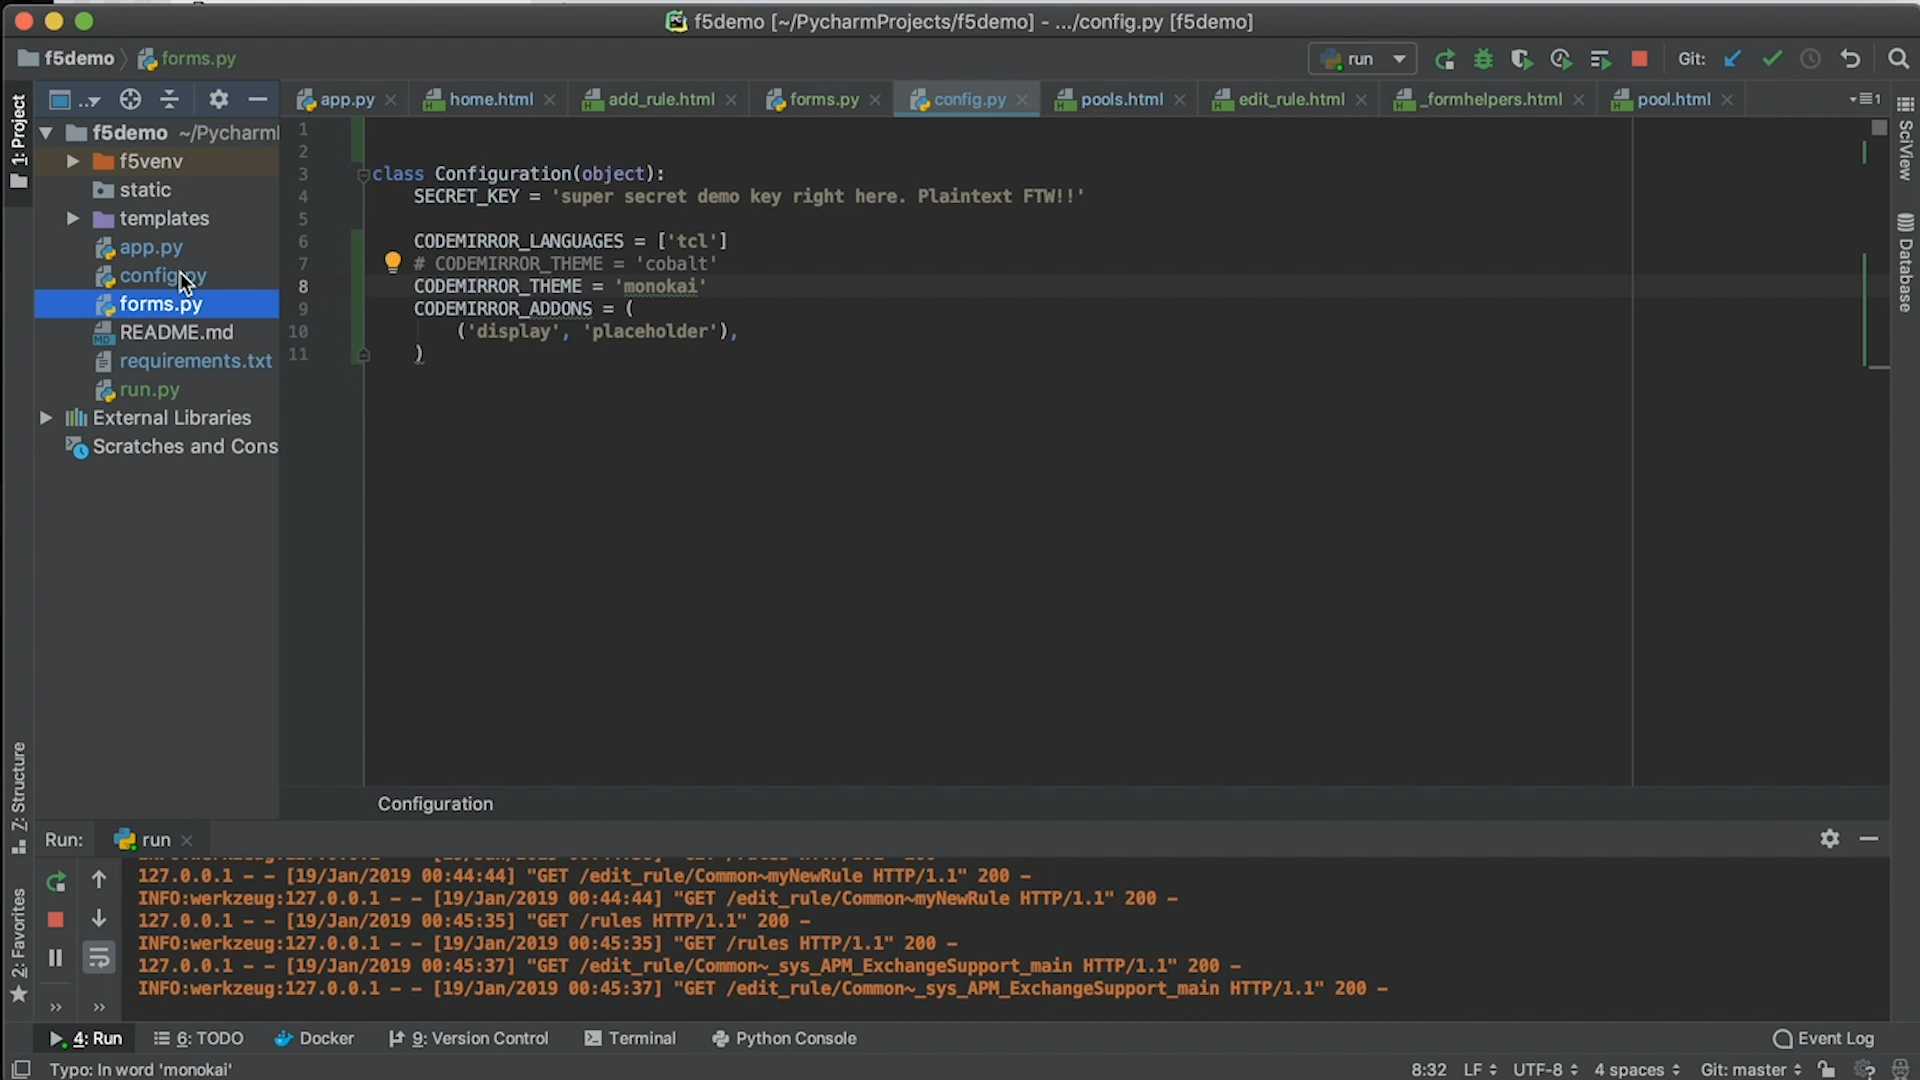 f5demo [~/PycharmProjects/f5demo] - .../config.py [f5demo]
f5demo
forms.py
run
Git:
app.py
home.html
add_rule.html
forms.py
config.py
pools.html
edit_rule.html
_formhelpers.html
pool.html
1
1: Project
Z: Structure
2: Favorites
SciView
Database
f5demo ~/Pycharml
f5venv
static
templates
app.py
config.py
forms.py
README.md
requirements.txt
run.py
External Libraries
Scratches and Cons
1
2
3 class Configuration(object):
4 SECRET_KEY = 'super secret demo key right here. Plaintext FTW!!'
5
6 CODEMIRROR_LANGUAGES = ['tcl']
7 # CODEMIRROR_THEME = 'cobalt'
8 CODEMIRROR_THEME = 'monokai'
9 CODEMIRROR_ADDONS = (
10 ('display', 'placeholder'),
11 )
Configuration
Run: run
127.0.0.1 - - [19/Jan/2019 00:44:44] "GET /edit_rule/Common~myNewRule HTTP/1.1" 200 -
INFO:werkzeug:127.0.0.1 - - [19/Jan/2019 00:44:44] "GET /edit_rule/Common~myNewRule HTTP/1.1" 200 -
127.0.0.1 - - [19/Jan/2019 00:45:35] "GET /rules HTTP/1.1" 200 -
INFO:werkzeug:127.0.0.1 - - [19/Jan/2019 00:45:35] "GET /rules HTTP/1.1" 200 -
127.0.0.1 - - [19/Jan/2019 00:45:37] "GET /edit_rule/Common~_sys_APM_ExchangeSupport_main HTTP/1.1" 200 -
INFO:werkzeug:127.0.0.1 - - [19/Jan/2019 00:45:37] "GET /edit_rule/Common~_sys_APM_ExchangeSupport_main HTTP/1.1" 200 -
4: Run
6: TODO
Docker
9: Version Control
Terminal
Python Console
Event Log
Typo: In word 'monokai'
8:32
LF
UTF-8
4 spaces
Git: master